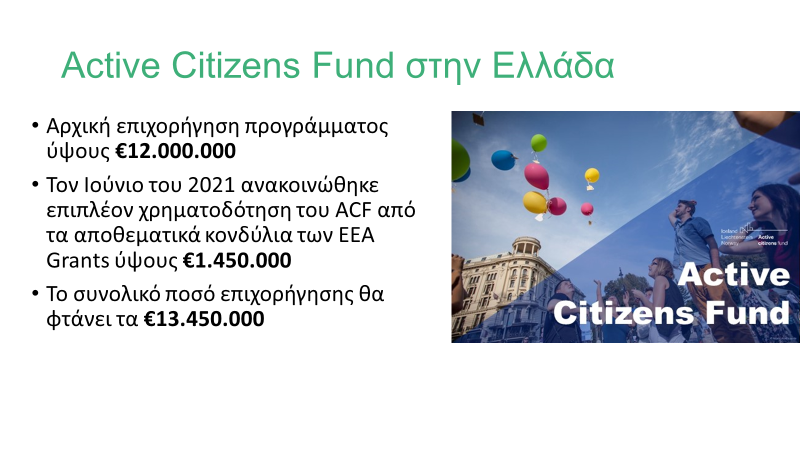 Active Citizens Fund στην Ελλάδα
• Αρχική επιχορήγηση προγράμματος
ύψους €12.000.000
• Τον Ιούνιο του 2021 ανακοινώθηκε
επιπλέον χρηματοδότηση του ACF από
τα αποθεματικά κονδύλια των EEA
Grants ύψους €1.450.000
• Το συνολικό ποσό επιχορήγησης θα
φτάνει τα €13.450.000
Iceland
Liechtenstein Active
Norway citizens fund
Active
Citizens Fund